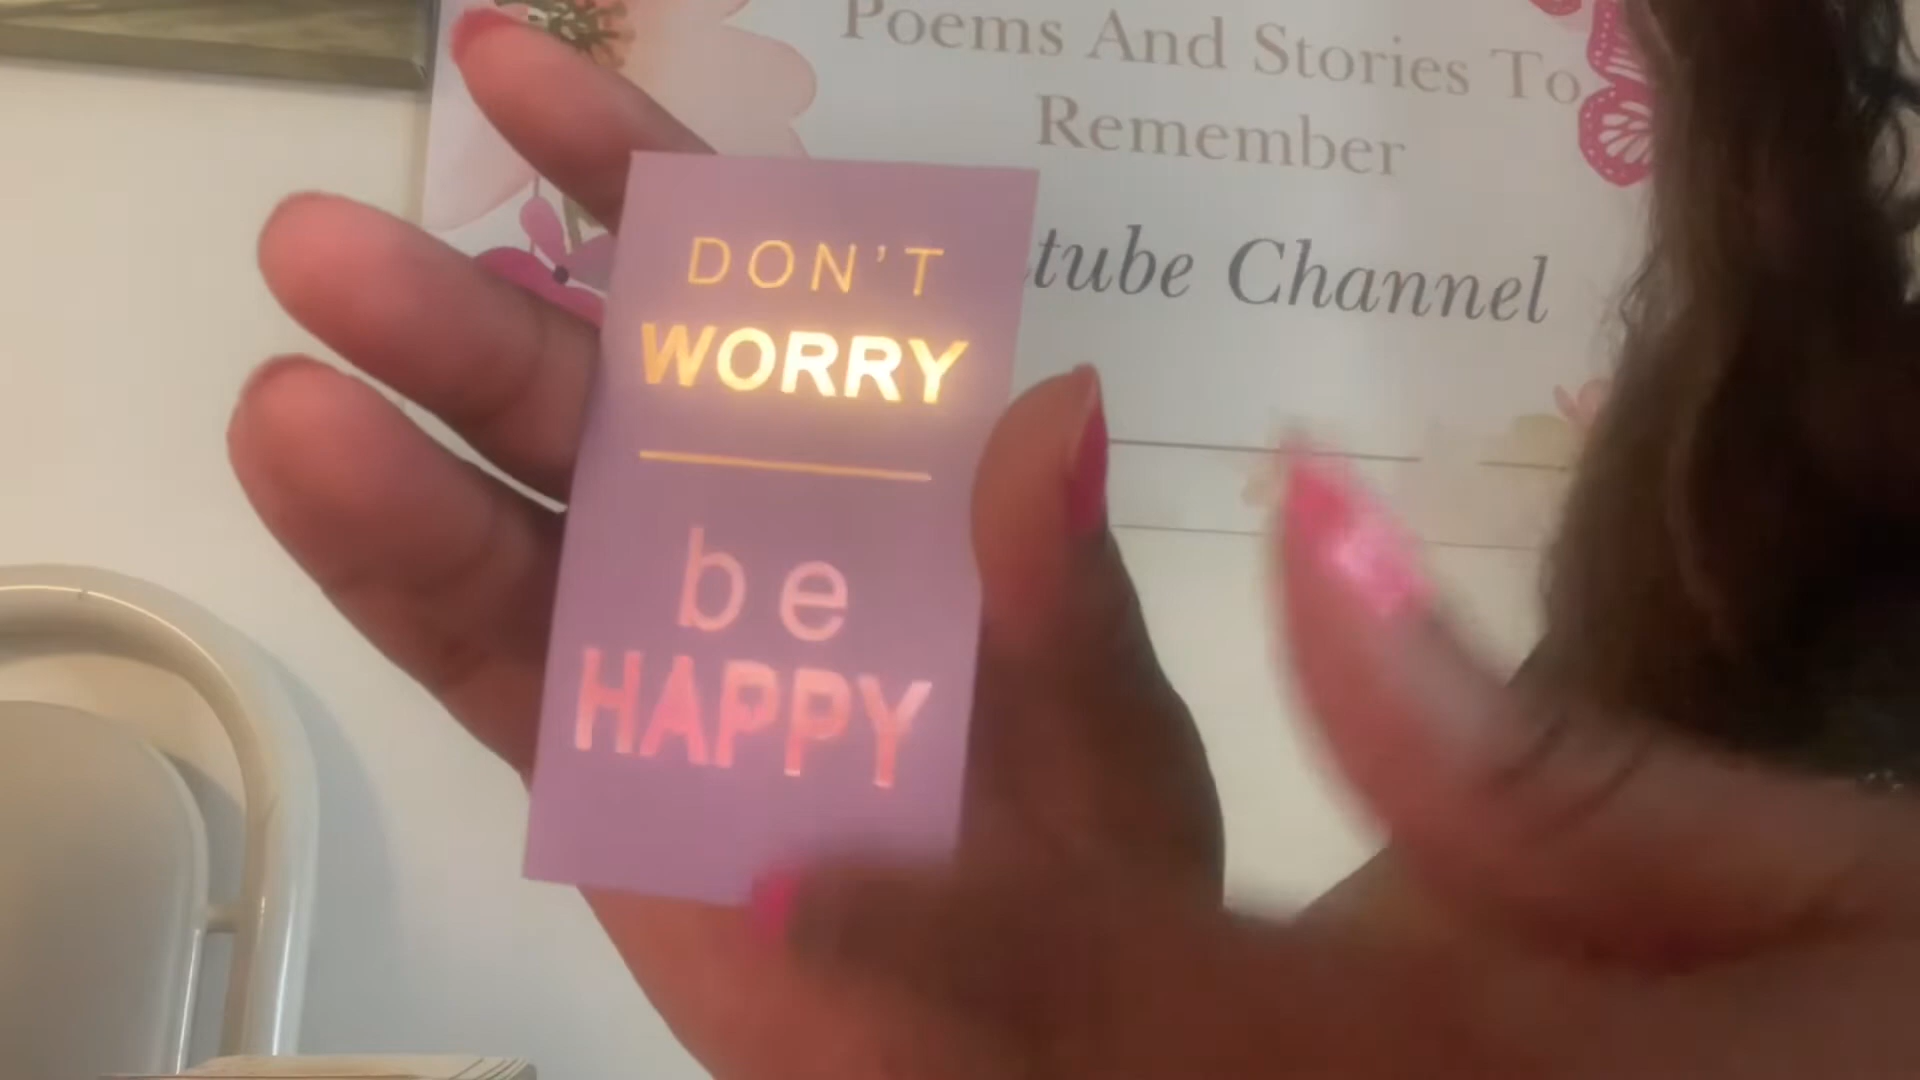 Poems And Stories To
Remember
tube Channel
DON'T
WORRY
be
HAPPY